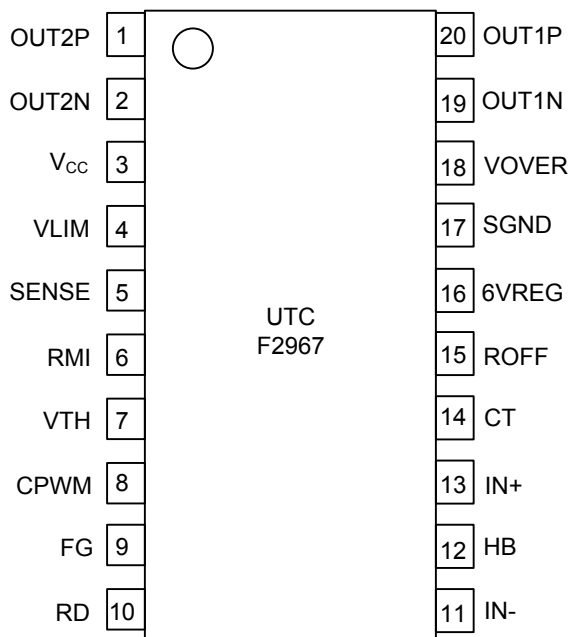 OUT2P 1 20 OUT1P
OUT2N 2 19 OUT1N
VCC 3 18 VOVER
VLIM 4 17 SGND
SENSE 5 16 6VREG
UTC
F2967
RMI 6 15 ROFF
VTH 7 14 CT
CPWM 8 13 IN+
FG 9 12 HB
RD 10 11 IN-